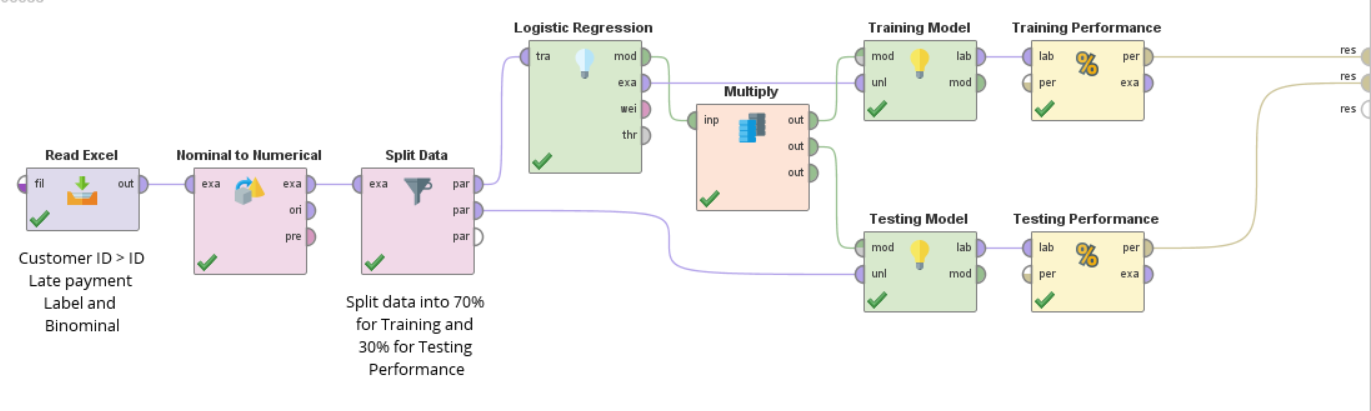 Logistic Regression
tra
mod
exa
wei
thr
Multiply
inp
out
out
out
Training Model
mod
lab
unl
mod
Training Performance
lab
per
per
exa
res
res
res
Read Excel
fil
out
Customer ID > ID
Late payment
Label and
Binominal
Nominal to Numerical
exa
exa
ori
pre
Split Data
exa
par
par
par
Split data into 70%
for Training and
30% for Testing
Performance
Testing Model
mod
lab
unl
mod
Testing Performance
lab
per
per
exa